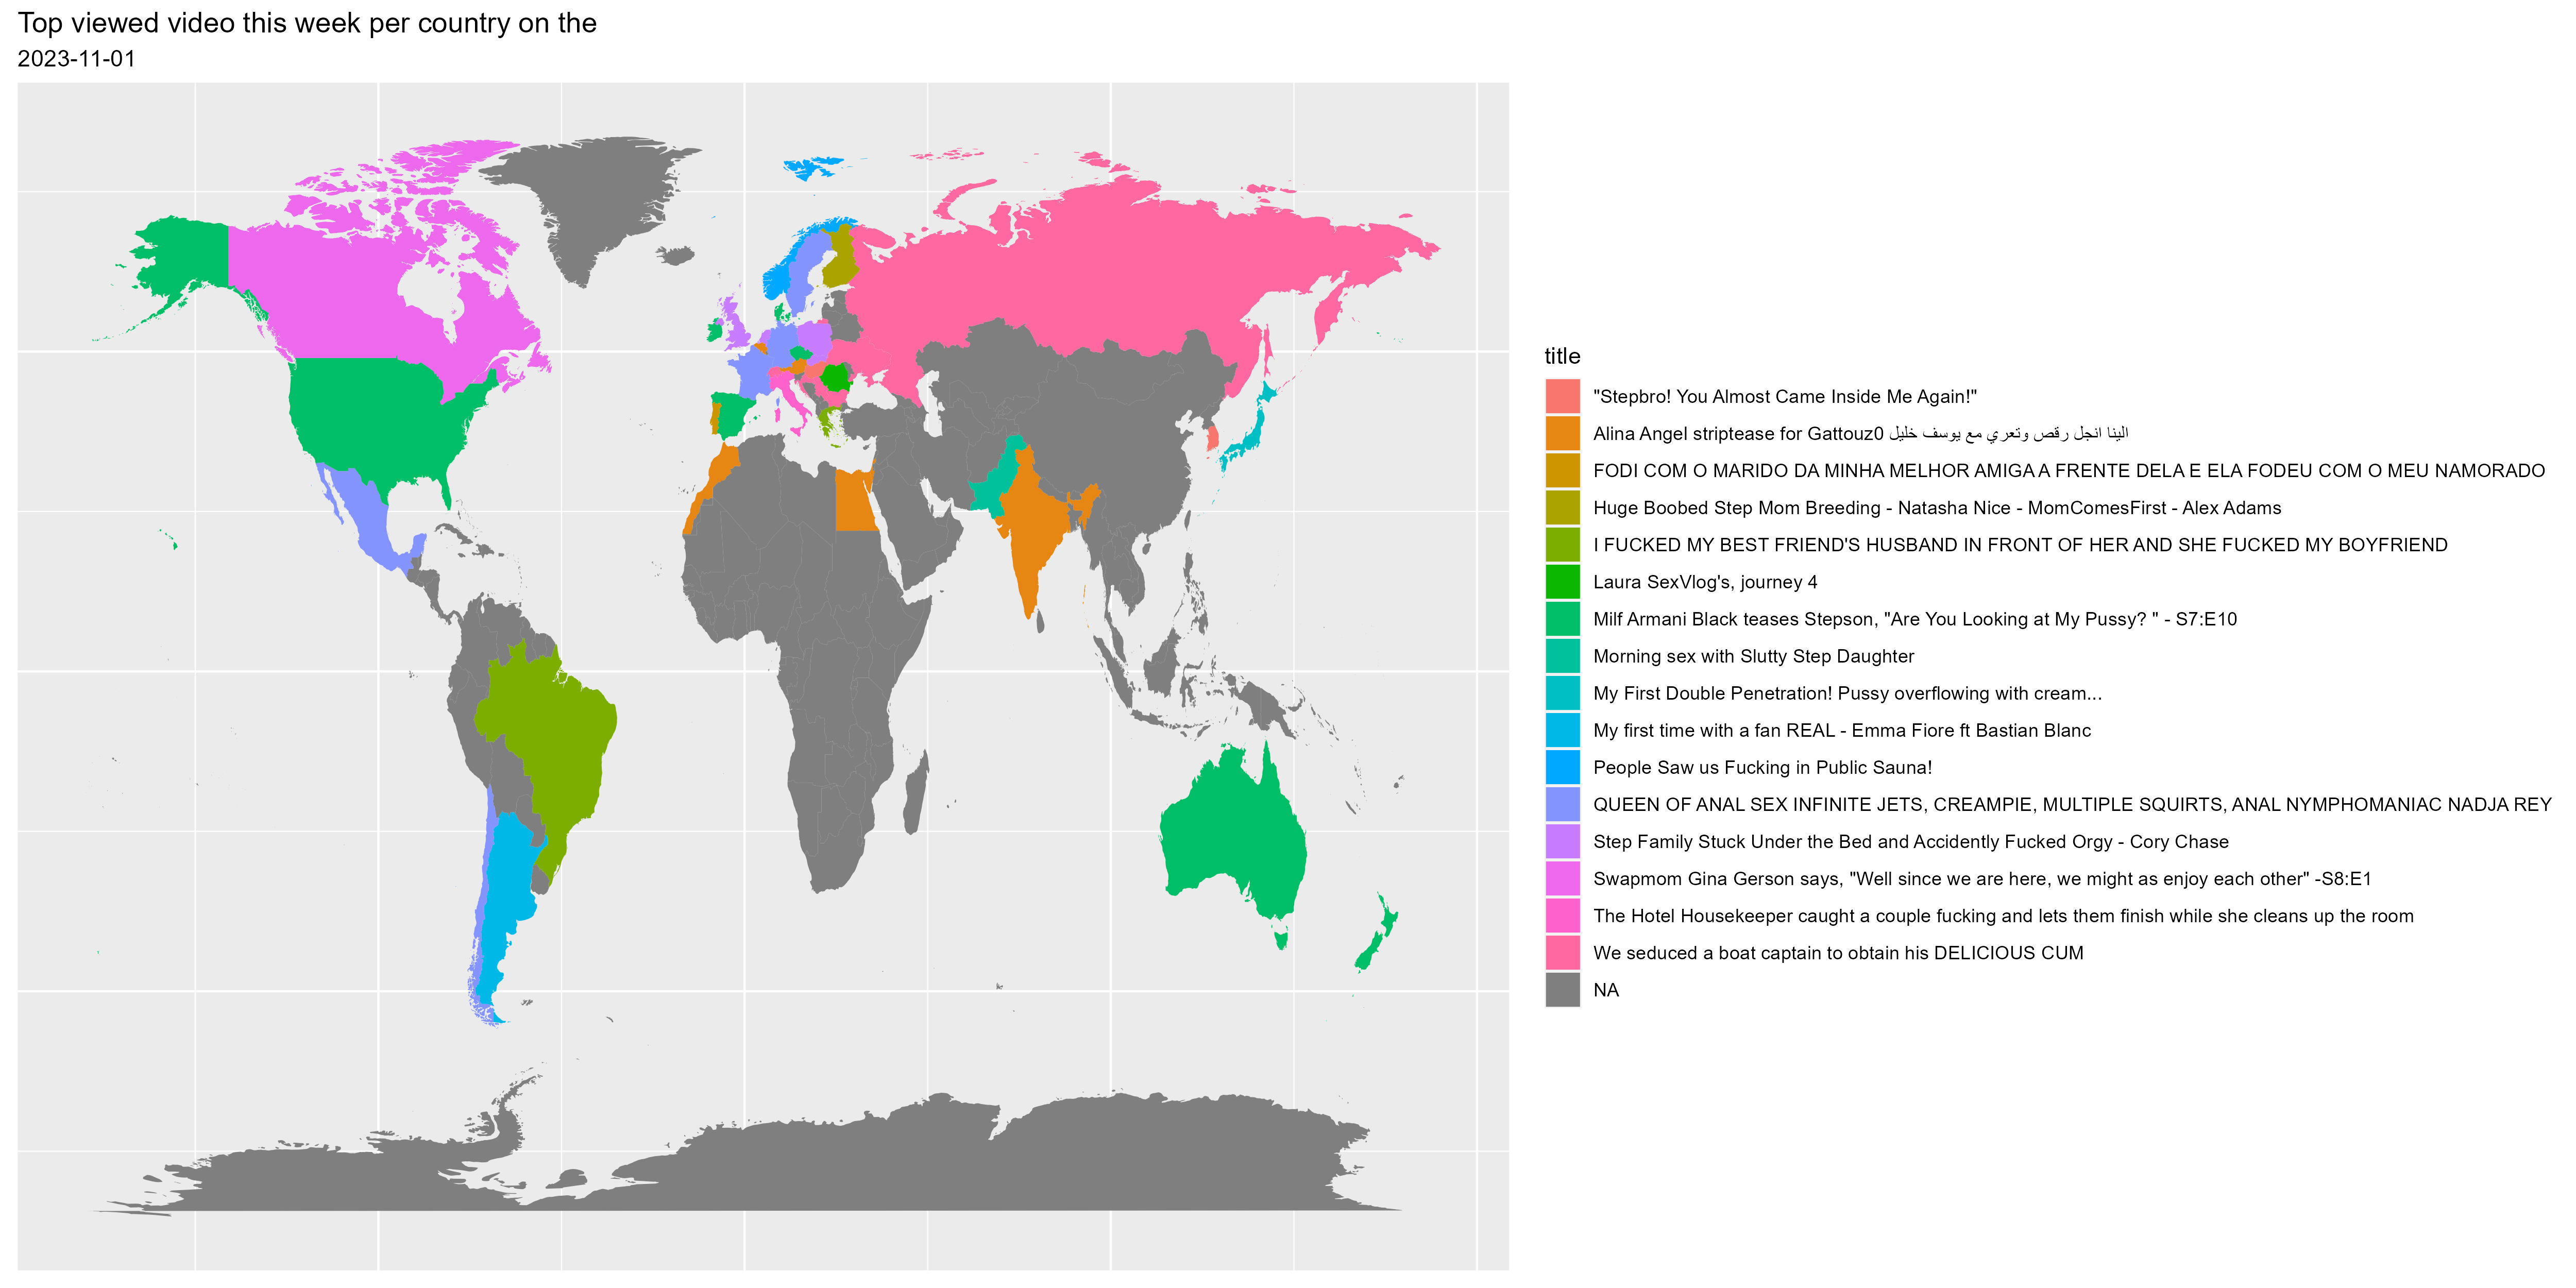 Top viewed video this week per country on the
2023-11-01
title
"Stepbro! You Almost Came Inside Me Again!"
Alina Angel striptease for Gattouz0 الينا انجل رقص وتعري مع يوسف خليل
FODI COM O MARIDO DA MINHA MELHOR AMIGA A FRENTE DELA E ELA FODEU COM O MEU NAMORADO
Huge Boobed Step Mom Breeding - Natasha Nice - MomComesFirst - Alex Adams
I FUCKED MY BEST FRIEND'S HUSBAND IN FRONT OF HER AND SHE FUCKED MY BOYFRIEND
Laura SexVlog's, journey 4
Milf Armani Black teases Stepson, "Are You Looking at My Pussy? " - S7:E10
Morning sex with Slutty Step Daughter
My First Double Penetration! Pussy overflowing with cream...
My first time with a fan REAL - Emma Fiore ft Bastian Blanc
People Saw us Fucking in Public Sauna!
QUEEN OF ANAL SEX INFINITE JETS, CREAMPIE, MULTIPLE SQUIRTS, ANAL NYMPHOMANIAC NADJA REY
Step Family Stuck Under the Bed and Accidently Fucked Orgy - Cory Chase
Swapmom Gina Gerson says, "Well since we are here, we might as enjoy each other" -S8:E1
The Hotel Housekeeper caught a couple fucking and lets them finish while she cleans up the room
We seduced a boat captain to obtain his DELICIOUS CUM
NA